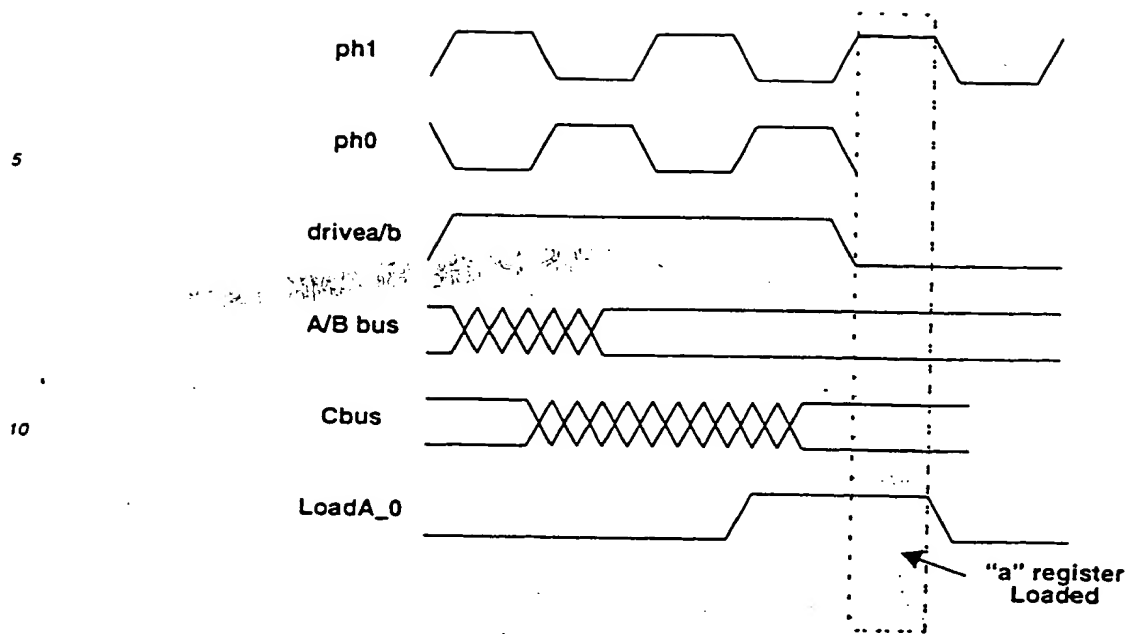 ph1
ph0
5
drivea/b
A/B bus
Cbus
10
LoadA_0
"a" register
Loaded